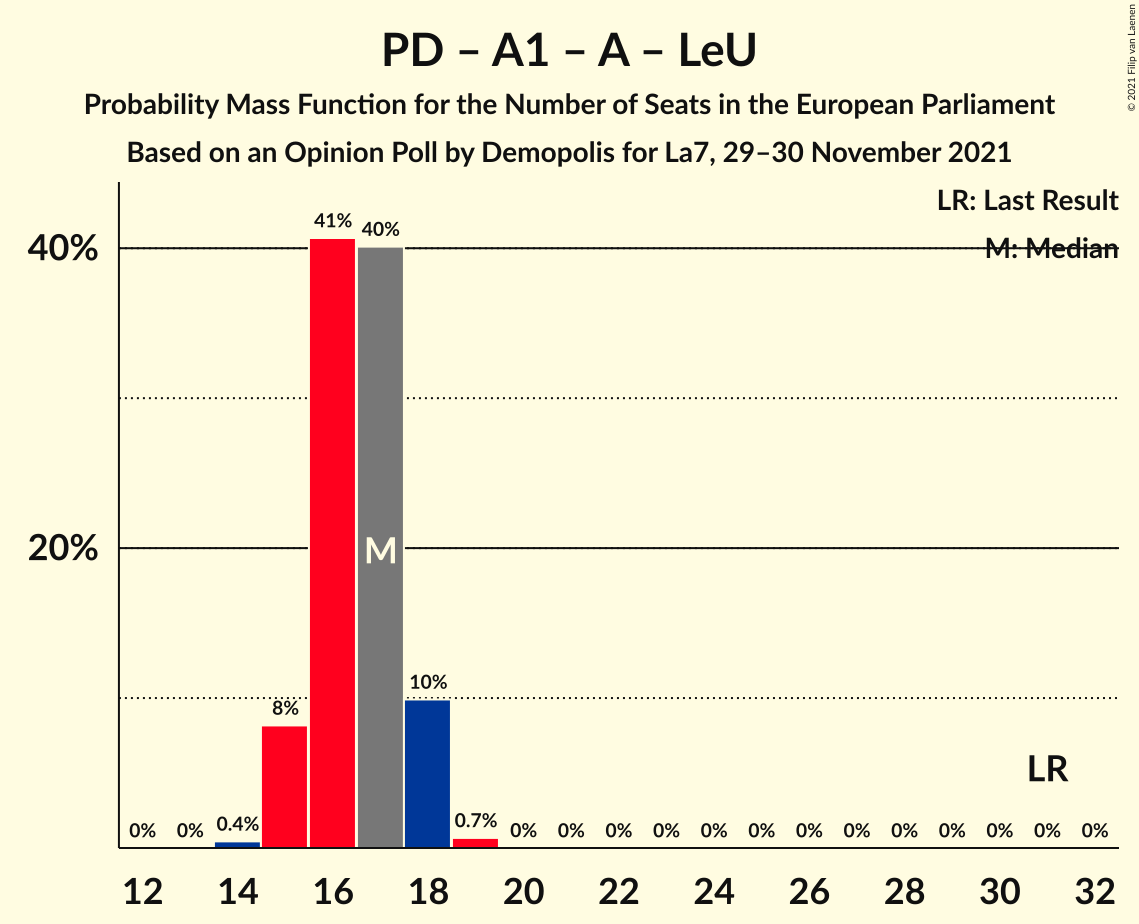 PD – A1 – A – LeU
Probability Mass Function for the Number of Seats in the European Parliament
Based on an Opinion Poll by Demopolis for La7, 29–30 November 2021
© 2021 Filip van Laenen
LR: Last Result
M: Median
40%
20%
41%
40%
M
10%
8%
LR
0% 0% 0.4% 0.7% 0% 0% 0% 0% 0% 0% 0% 0% 0% 0% 0% 0% 0%
12 14 16 18 20 22 24 26 28 30 32